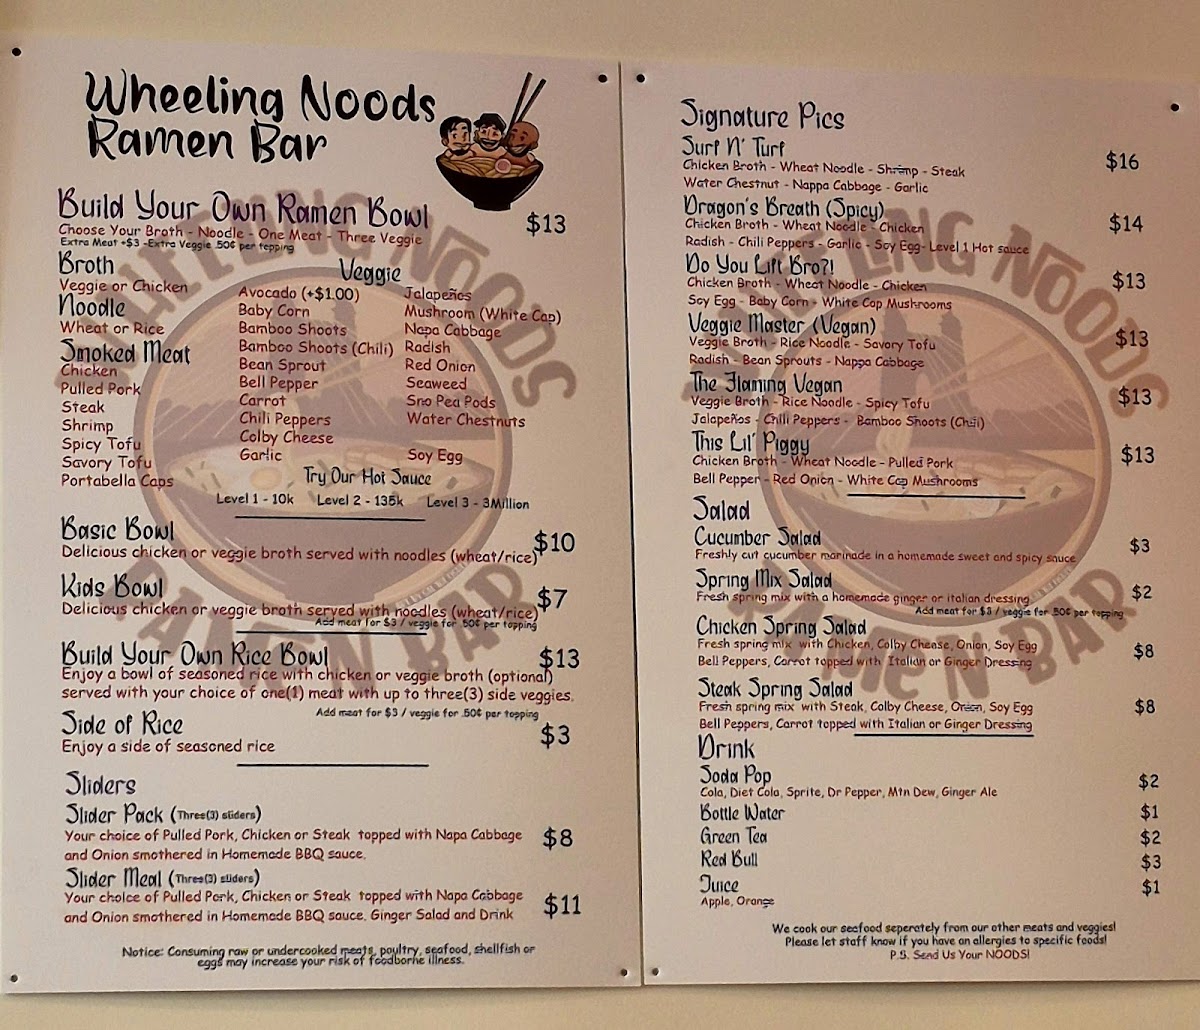 Wheeling Noods
Ramen Bar
Build Your Own Ramen Bowl $13
Choose Your Broth - Noodle - One Meat - Three Veggie
Extra Meat +$3 -Extra Veggie .50¢ per topping
Broth
Veggie or Chicken
Noodle
Wheat or Rice
Smoked Meat
Chicken
Pulled Pork
Steak
Shrimp
Spicy Tofu
Savory Tofu
Portabella Caps
Veggie
Avocado (+$1.00)
Baby Corn
Bamboo Shoots
Bamboo Shoots (Chili)
Bean Sprout
Bell Pepper
Carrot
Chili Peppers
Colby Cheese
Garlic
Jalapeños
Mushroom (White Cap)
Napa Cabbage
Radish
Red Onion
Seaweed
Sno Pea Pods
Water Chestnuts
Soy Egg
Try Our Hot Sauce
Level 1 - 10k Level 2 - 135k Level 3 - 3Million
Basic Bowl $10
Delicious chicken or veggie broth served with noodles (wheat/rice)
Kids Bowl $7
Delicious chicken or veggie broth served with noodles (wheat/rice)
Add meat for $3 / veggie for .50¢ per topping
Build Your Own Rice Bowl $13
Enjoy a bowl of seasoned rice with chicken or veggie broth (optional)
served with your choice of one(1) meat with up to three(3) side veggies.
Add meat for $3 / veggie for .50¢ per topping
Side of Rice $3
Enjoy a side of seasoned rice
Sliders
Slider Pack (Three(3) sliders)
Your choice of Pulled Pork, Chicken or Steak topped with Napa Cabbage $8
and Onion smothered in Homemade BBQ sauce.
Slider Meal (Three(3) sliders)
Your choice of Pulled Pork, Chicken or Steak topped with Napa Cabbage $11
and Onion smothered in Homemade BBQ sauce. Ginger Salad and Drink
Notice: Consuming raw or undercooked meats, poultry, seafood, shellfish or
eggs may increase your risk of foodborne illness.
Signature Pics
Surf N' Turf $16
Chicken Broth - Wheat Noodle - Shrimp - Steak
Water Chestnut - Nappa Cabbage - Garlic
Dragon's Breath (Spicy) $14
Chicken Broth - Wheat Noodle - Chicken
Radish - Chili Peppers - Garlic - Soy Egg- Level 1 Hot sauce
Do You Lift Bro?! $13
Chicken Broth - Wheat Noodle - Chicken
Soy Egg - Baby Corn - White Cap Mushrooms
Veggie Master (Vegan) $13
Veggie Broth - Rice Noodle - Savory Tofu
Radish - Bean Sprouts - Nappa Cabbage
The Flaming Vegan $13
Veggie Broth - Rice Noodle - Spicy Tofu
Jalapeños - Chili Peppers - Bamboo Shoots (Chili)
This Lil' Piggy $13
Chicken Broth - Wheat Noodle - Pulled Pork
Bell Pepper - Red Onion - White Cap Mushrooms
Salad
Cucumber Salad $3
Freshly cut cucumber marinade in a homemade sweet and spicy sauce
Spring Mix Salad $2
Fresh spring mix with a homemade ginger or italian dressing
Add meat for $3 / veggie for .50¢ per topping
Chicken Spring Salad $8
Fresh spring mix with Chicken, Colby Cheese, Onion, Soy Egg
Bell Peppers, Carrot topped with Italian or Ginger Dressing
Steak Spring Salad $8
Fresh spring mix with Steak, Colby Cheese, Onion, Soy Egg
Bell Peppers, Carrot topped with Italian or Ginger Dressing
Drink
Soda Pop $2
Cola, Diet Cola, Sprite, Dr Pepper, Mtn Dew, Ginger Ale
Bottle Water $1
Green Tea $2
Red Bull $3
Juice $1
Apple, Orange
We cook our seafood seperately from our other meats and veggies!
Please let staff know if you have an allergies to specific foods!
P.S. Send Us Your NOODS!
WHEELING NOODS
RAMEN BAR
WHEELING NOODS
RAMEN BAR